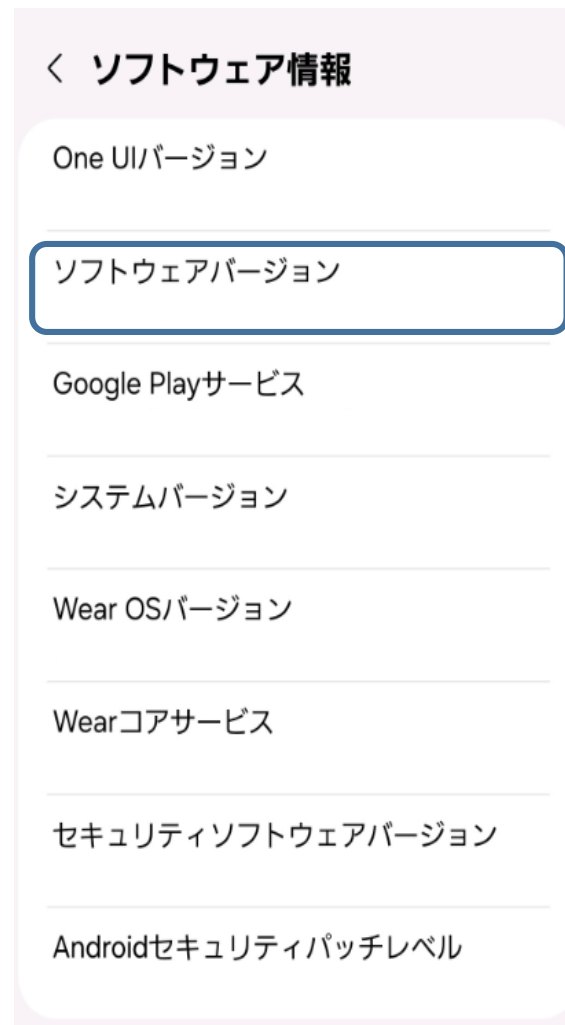 ソフトウェア情報
One UIバージョン
ソフトウェアバージョン
Google Playサービス
システムバージョン
Wear OSバージョン
Wearコアサービス
セキュリティソフトウェアバージョン
Androidセキュリティパッチレベル